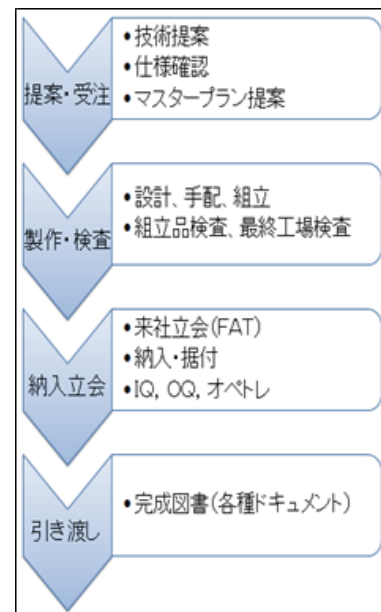 提案・受注
•技術提案
•仕様確認
•マスタープラン提案
製作・検査
•設計、手配、組立
•組立品検査、最終工場検査
納入立会
•来社立会(FAT)
•納入・据付
•IQ, OQ, オペトレ
引き渡し
•完成図書(各種ドキュメント)